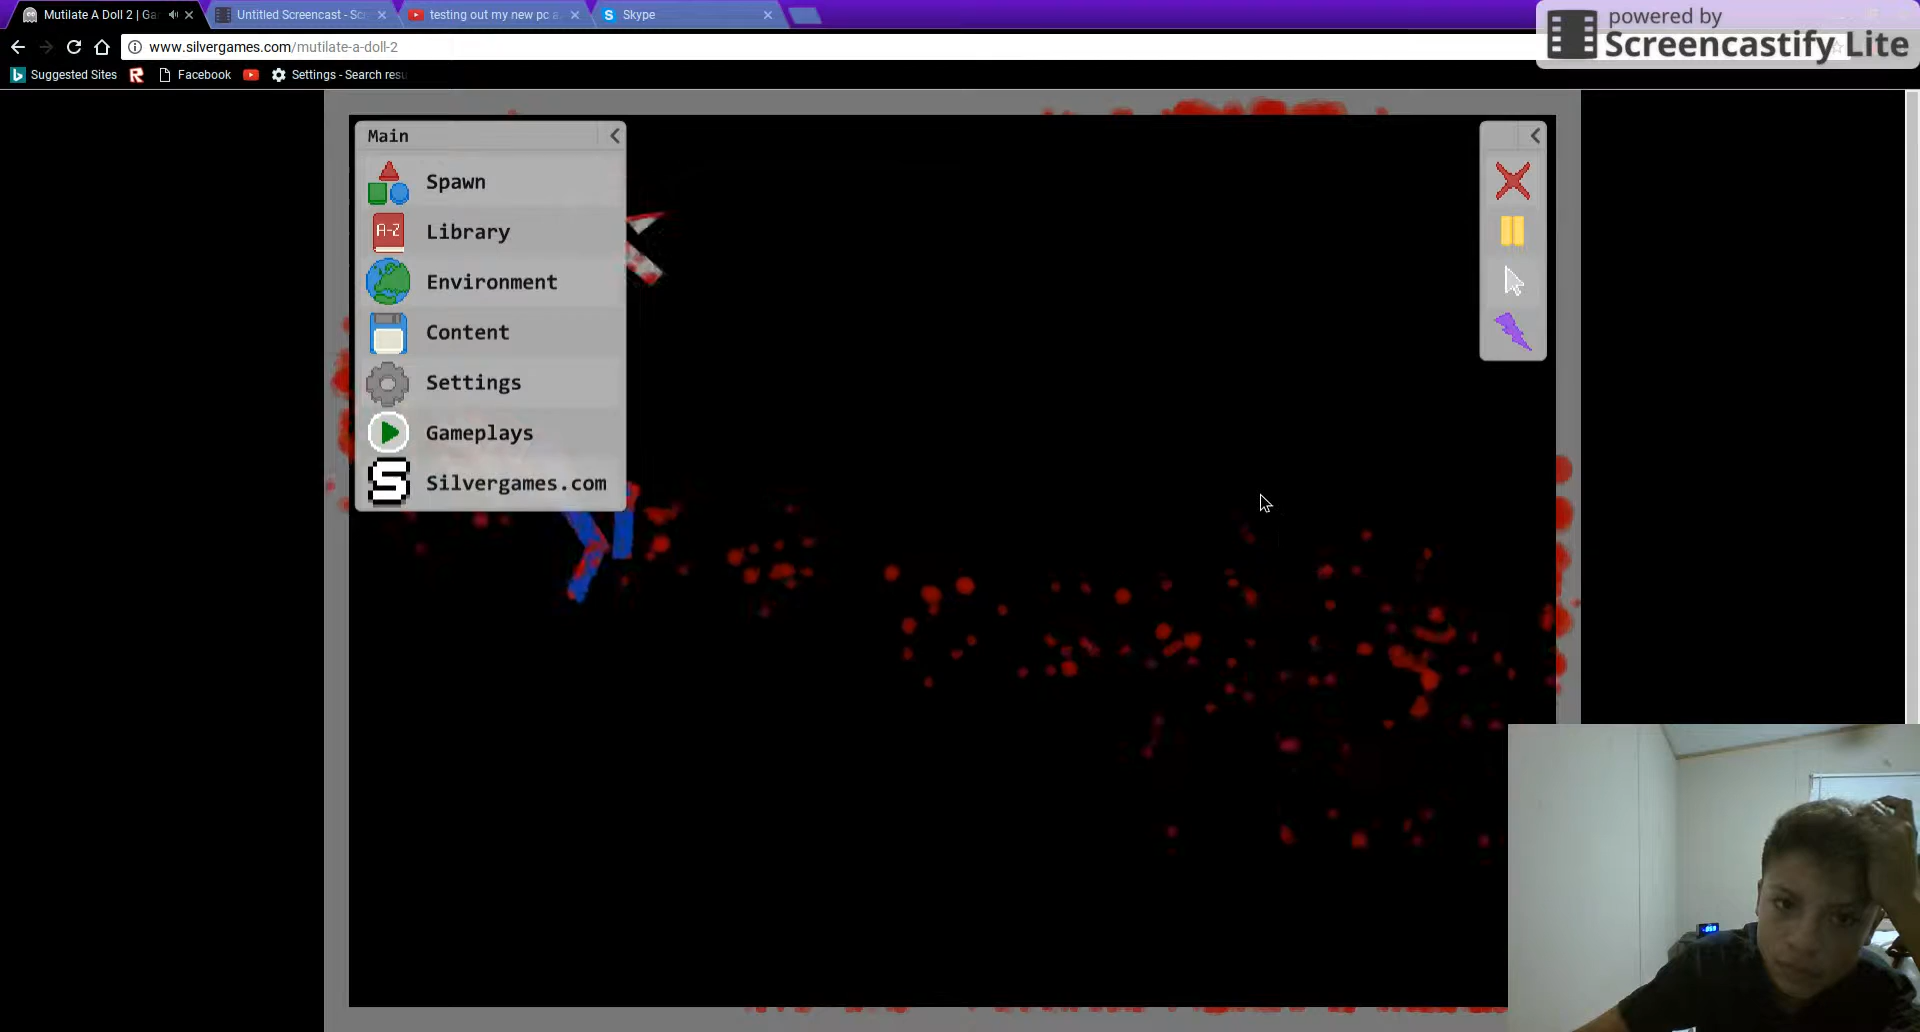 Mutilate A Doll 2 | Ga
Untitled Screencast - Sc
testing out my new pc a
Skype
powered by
Screencastify Lite
www.silvergames.com/mutilate-a-doll-2
Suggested Sites
Facebook
Settings - Search resu
Main
Spawn
A-Z
Library
Environment
Content
Settings
Gameplays
S
Silvergames.com